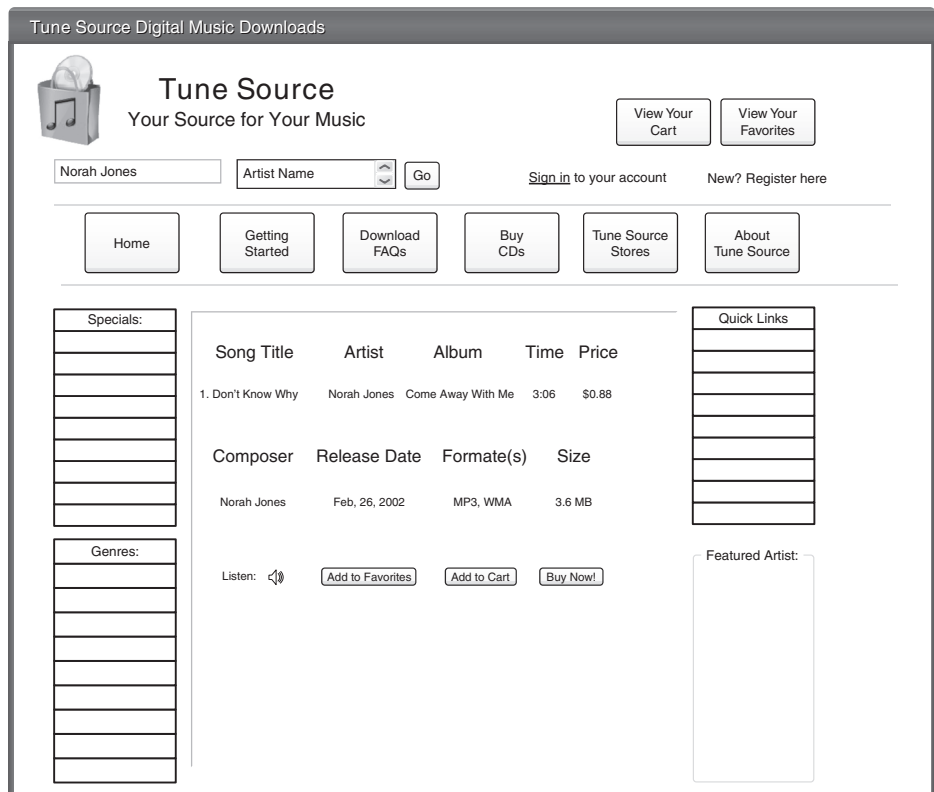 Tune Source Digital Music Downloads
Tune Source
Your Source for Your Music
View Your
Cart
View Your
Favorites
Norah Jones
Artist Name
Go
Sign in to your account
New? Register here
Home
Getting
Started
Download
FAQs
Buy
CDs
Tune Source
Stores
About
Tune Source
Specials:
Quick Links
Song Title Artist Album Time Price
1. Don't Know Why Norah Jones Come Away With Me 3:06 $0.88
Composer Release Date Formate(s) Size
Norah Jones Feb, 26, 2002 MP3, WMA 3.6 MB
Genres:
Featured Artist:
Listen: Add to Favorites Add to Cart Buy Now!